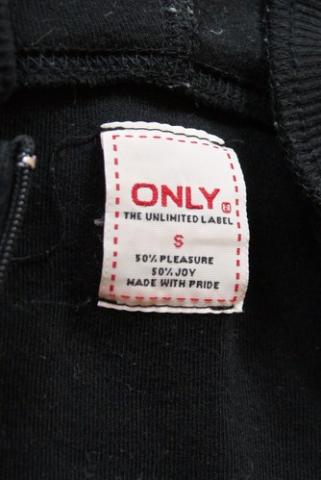 ONLY
THE UNLIMITED LABEL
S
50% PLEASURE
50% JOY
MADE WITH PRIDE